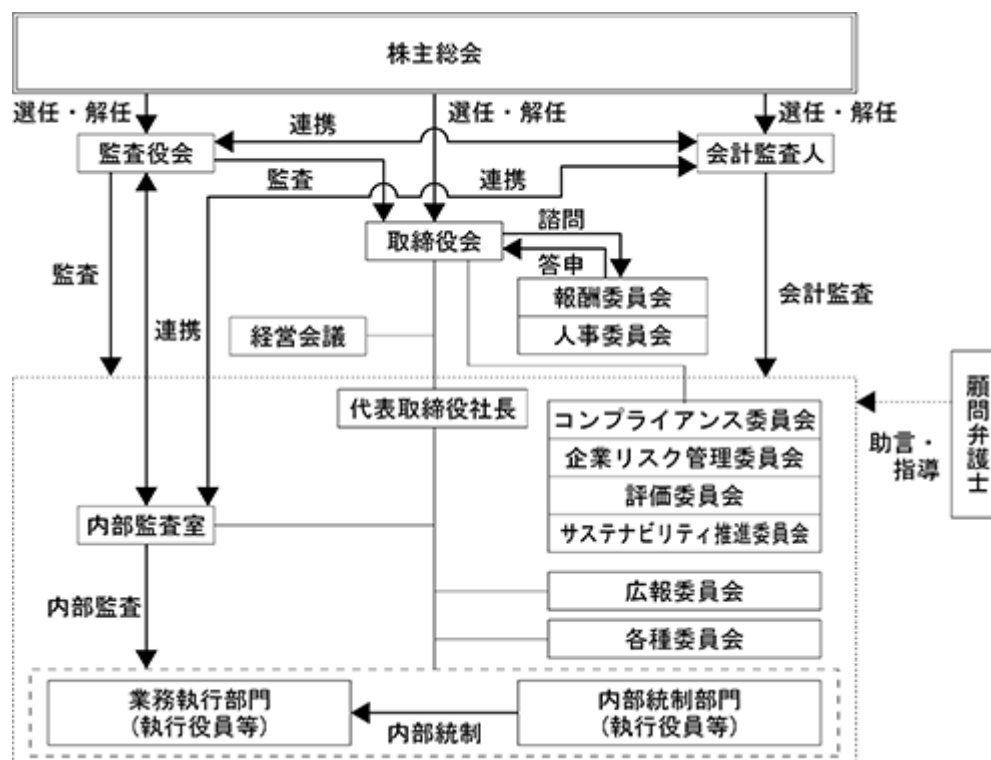 株主総会
選任・解任
選任・解任
選任・解任
連携
監査役会
会計監査人
監査
連携
取締役会
諮問
答申
監査
報酬委員会
会計監査
人事委員会
経営会議
連携
代表取締役社長
顧問弁護士
コンプライアンス委員会
企業リスク管理委員会
評価委員会
サステナビリティ推進委員会
助言・
指導
内部監査室
内部監査
広報委員会
各種委員会
業務執行部門
(執行役員等)
内部統制
内部統制部門
(執行役員等)